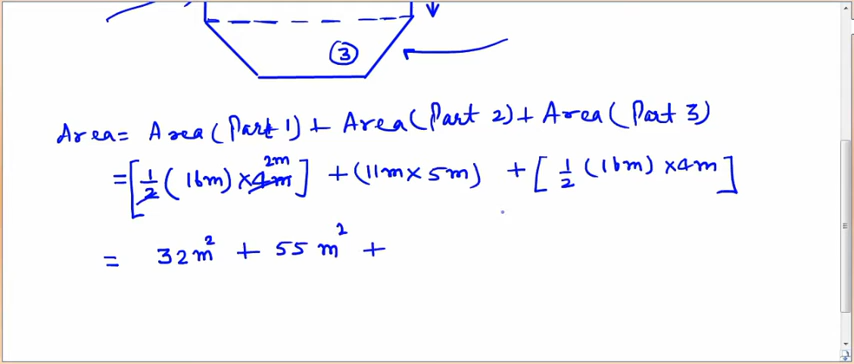 ③
Area = Area (Part 1) + Area (Part 2) + Area (Part 3)
= [1/2 (16m) × 4m 2m] + (11m × 5m) + [1/2 (16m) × 4m]
= 32m² + 55m² +